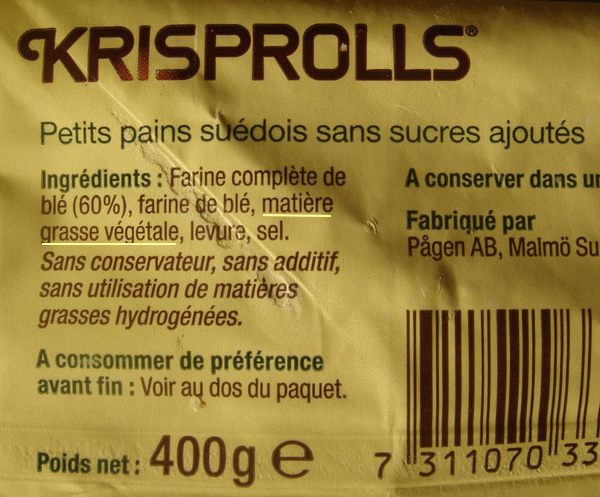 KRISPROLLS®
Petits pains suédois sans sucres ajoutés
Ingrédients : Farine complète de
blé (60%), farine de blé, matière
grasse végétale, levure, sel.
Sans conservateur, sans additif,
sans utilisation de matières
grasses hydrogénées.
A consommer de préférence
avant fin : Voir au dos du paquet.
Poids net : 400g e
A conserver dans un
Fabriqué par
Pågen AB, Malmö Su
7 311070 33